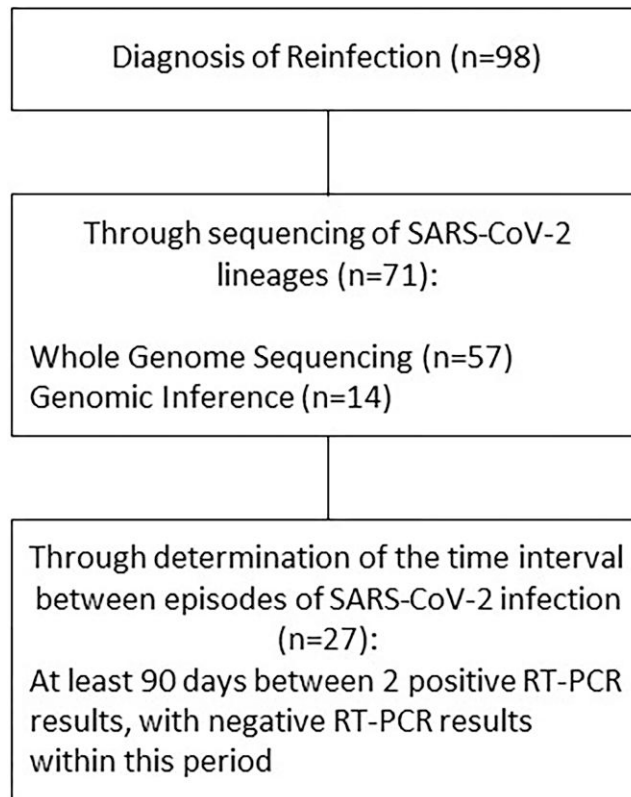 Diagnosis of Reinfection (n=98)
Through sequencing of SARS-CoV-2
lineages (n=71):
Whole Genome Sequencing (n=57)
Genomic Inference (n=14)
Through determination of the time interval
between episodes of SARS-CoV-2 infection
(n=27):
At least 90 days between 2 positive RT-PCR
results, with negative RT-PCR results
within this period